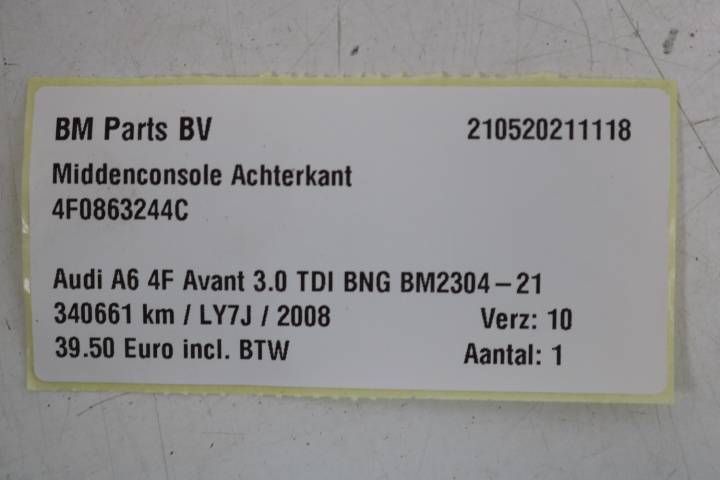 BM Parts BV 210520211118
Middenconsole Achterkant
4F0863244C
Audi A6 4F Avant 3.0 TDI BNG BM2304-21
340661 km / LY7J / 2008 Verz: 10
39.50 Euro incl. BTW Aantal: 1